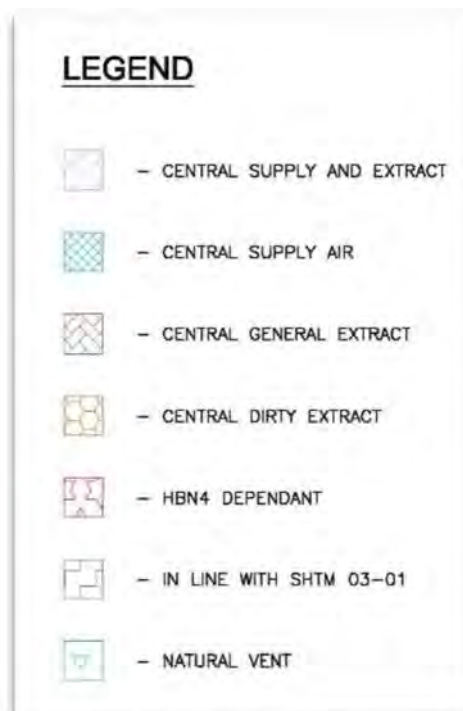 LEGEND
- CENTRAL SUPPLY AND EXTRACT
- CENTRAL SUPPLY AIR
- CENTRAL GENERAL EXTRACT
- CENTRAL DIRTY EXTRACT
- HBN4 DEPENDANT
- IN LINE WITH SHTM 03-01
- NATURAL VENT